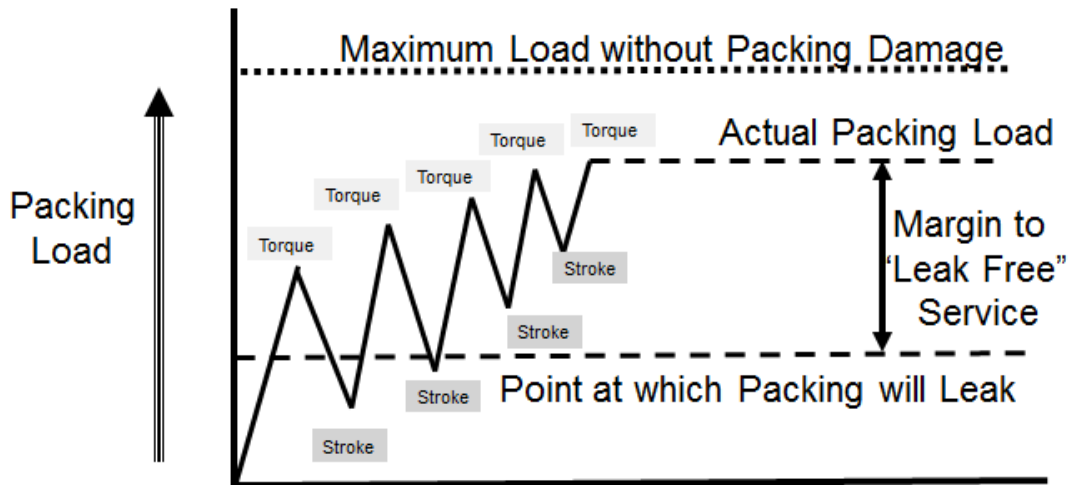 Maximum Load without Packing Damage
Torque
Torque
Actual Packing Load
Torque
Torque
Packing
Load
Torque
Margin to
‘Leak Free”
Service
Stroke
Stroke
Point at which Packing will Leak
Stroke
Stroke